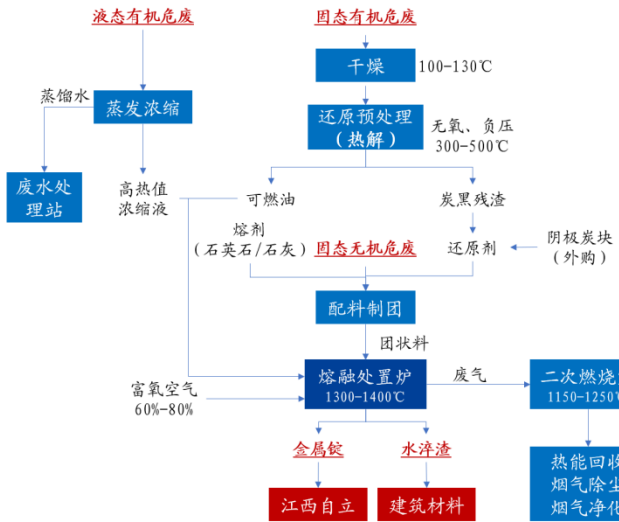 液态有机危废
固态有机危废
干燥
100-130℃
蒸馏水
蒸发浓缩
还原预处理
（热解）
无氧、负压
300-500℃
废水处
理站
高热值
浓缩液
可燃油
炭黑残渣
熔剂
（石英石/石灰）
固态无机危废
还原剂
阴极炭块
（外购）
配料制团
团状料
富氧空气
60%-80%
熔融处置炉
1300-1400℃
废气
二次燃烧
1150-1250℃
金属锭
水淬渣
江西自立
建筑材料
热能回收
烟气除尘
烟气净化